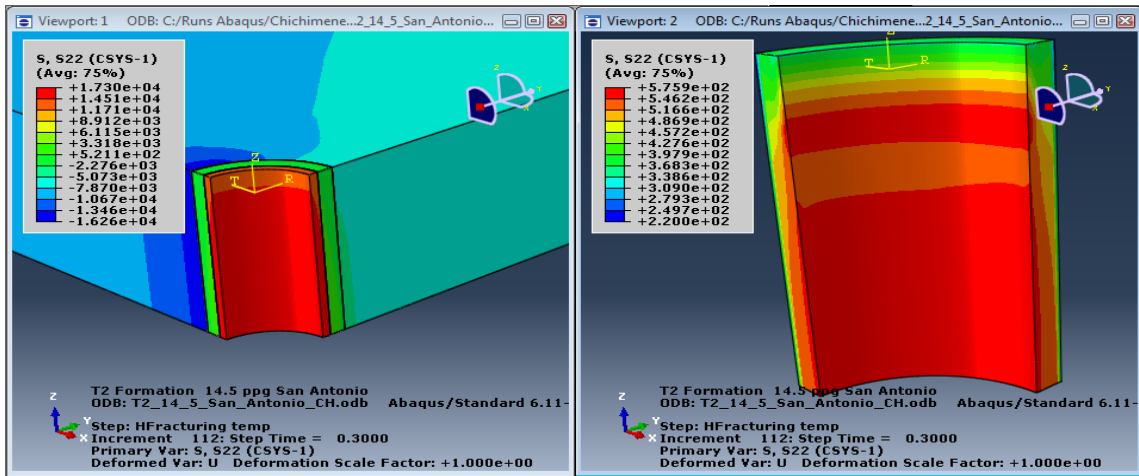 Viewport: 1 ODB: C:/Runs Abaqus/Chichimene...2_14_5_San_Antonio...
S, S22 (CSYS-1)
(Avg: 75%)
+1.730e+04
+1.451e+04
+1.171e+04
+8.912e+03
+6.115e+03
+3.318e+03
+5.211e+02
-2.276e+03
-5.073e+03
-7.870e+03
-1.067e+04
-1.346e+04
-1.626e+04
Z
Y
X
Z
T
R
Z
Y
X
T2 Formation 14.5 ppg San Antonio
ODB: T2_14_5_San_Antonio_CH.odb Abaqus/Standard 6.11-
Step: HFracturing temp
Increment 112: Step Time = 0.3000
Primary Var: S, S22 (CSYS-1)
Deformed Var: U Deformation Scale Factor: +1.000e+00
Viewport: 2 ODB: C:/Runs Abaqus/Chichimene...2_14_5_San_Antonio...
S, S22 (CSYS-1)
(Avg: 75%)
+5.759e+02
+5.462e+02
+5.166e+02
+4.869e+02
+4.572e+02
+4.276e+02
+3.979e+02
+3.683e+02
+3.386e+02
+3.090e+02
+2.793e+02
+2.497e+02
+2.200e+02
T
R
Z
Y
X
Z
Y
X
T2 Formation 14.5 ppg San Antonio
ODB: T2_14_5_San_Antonio_CH.odb Abaqus/Standard 6.11-
Step: HFracturing temp
Increment 112: Step Time = 0.3000
Primary Var: S, S22 (CSYS-1)
Deformed Var: U Deformation Scale Factor: +1.000e+00